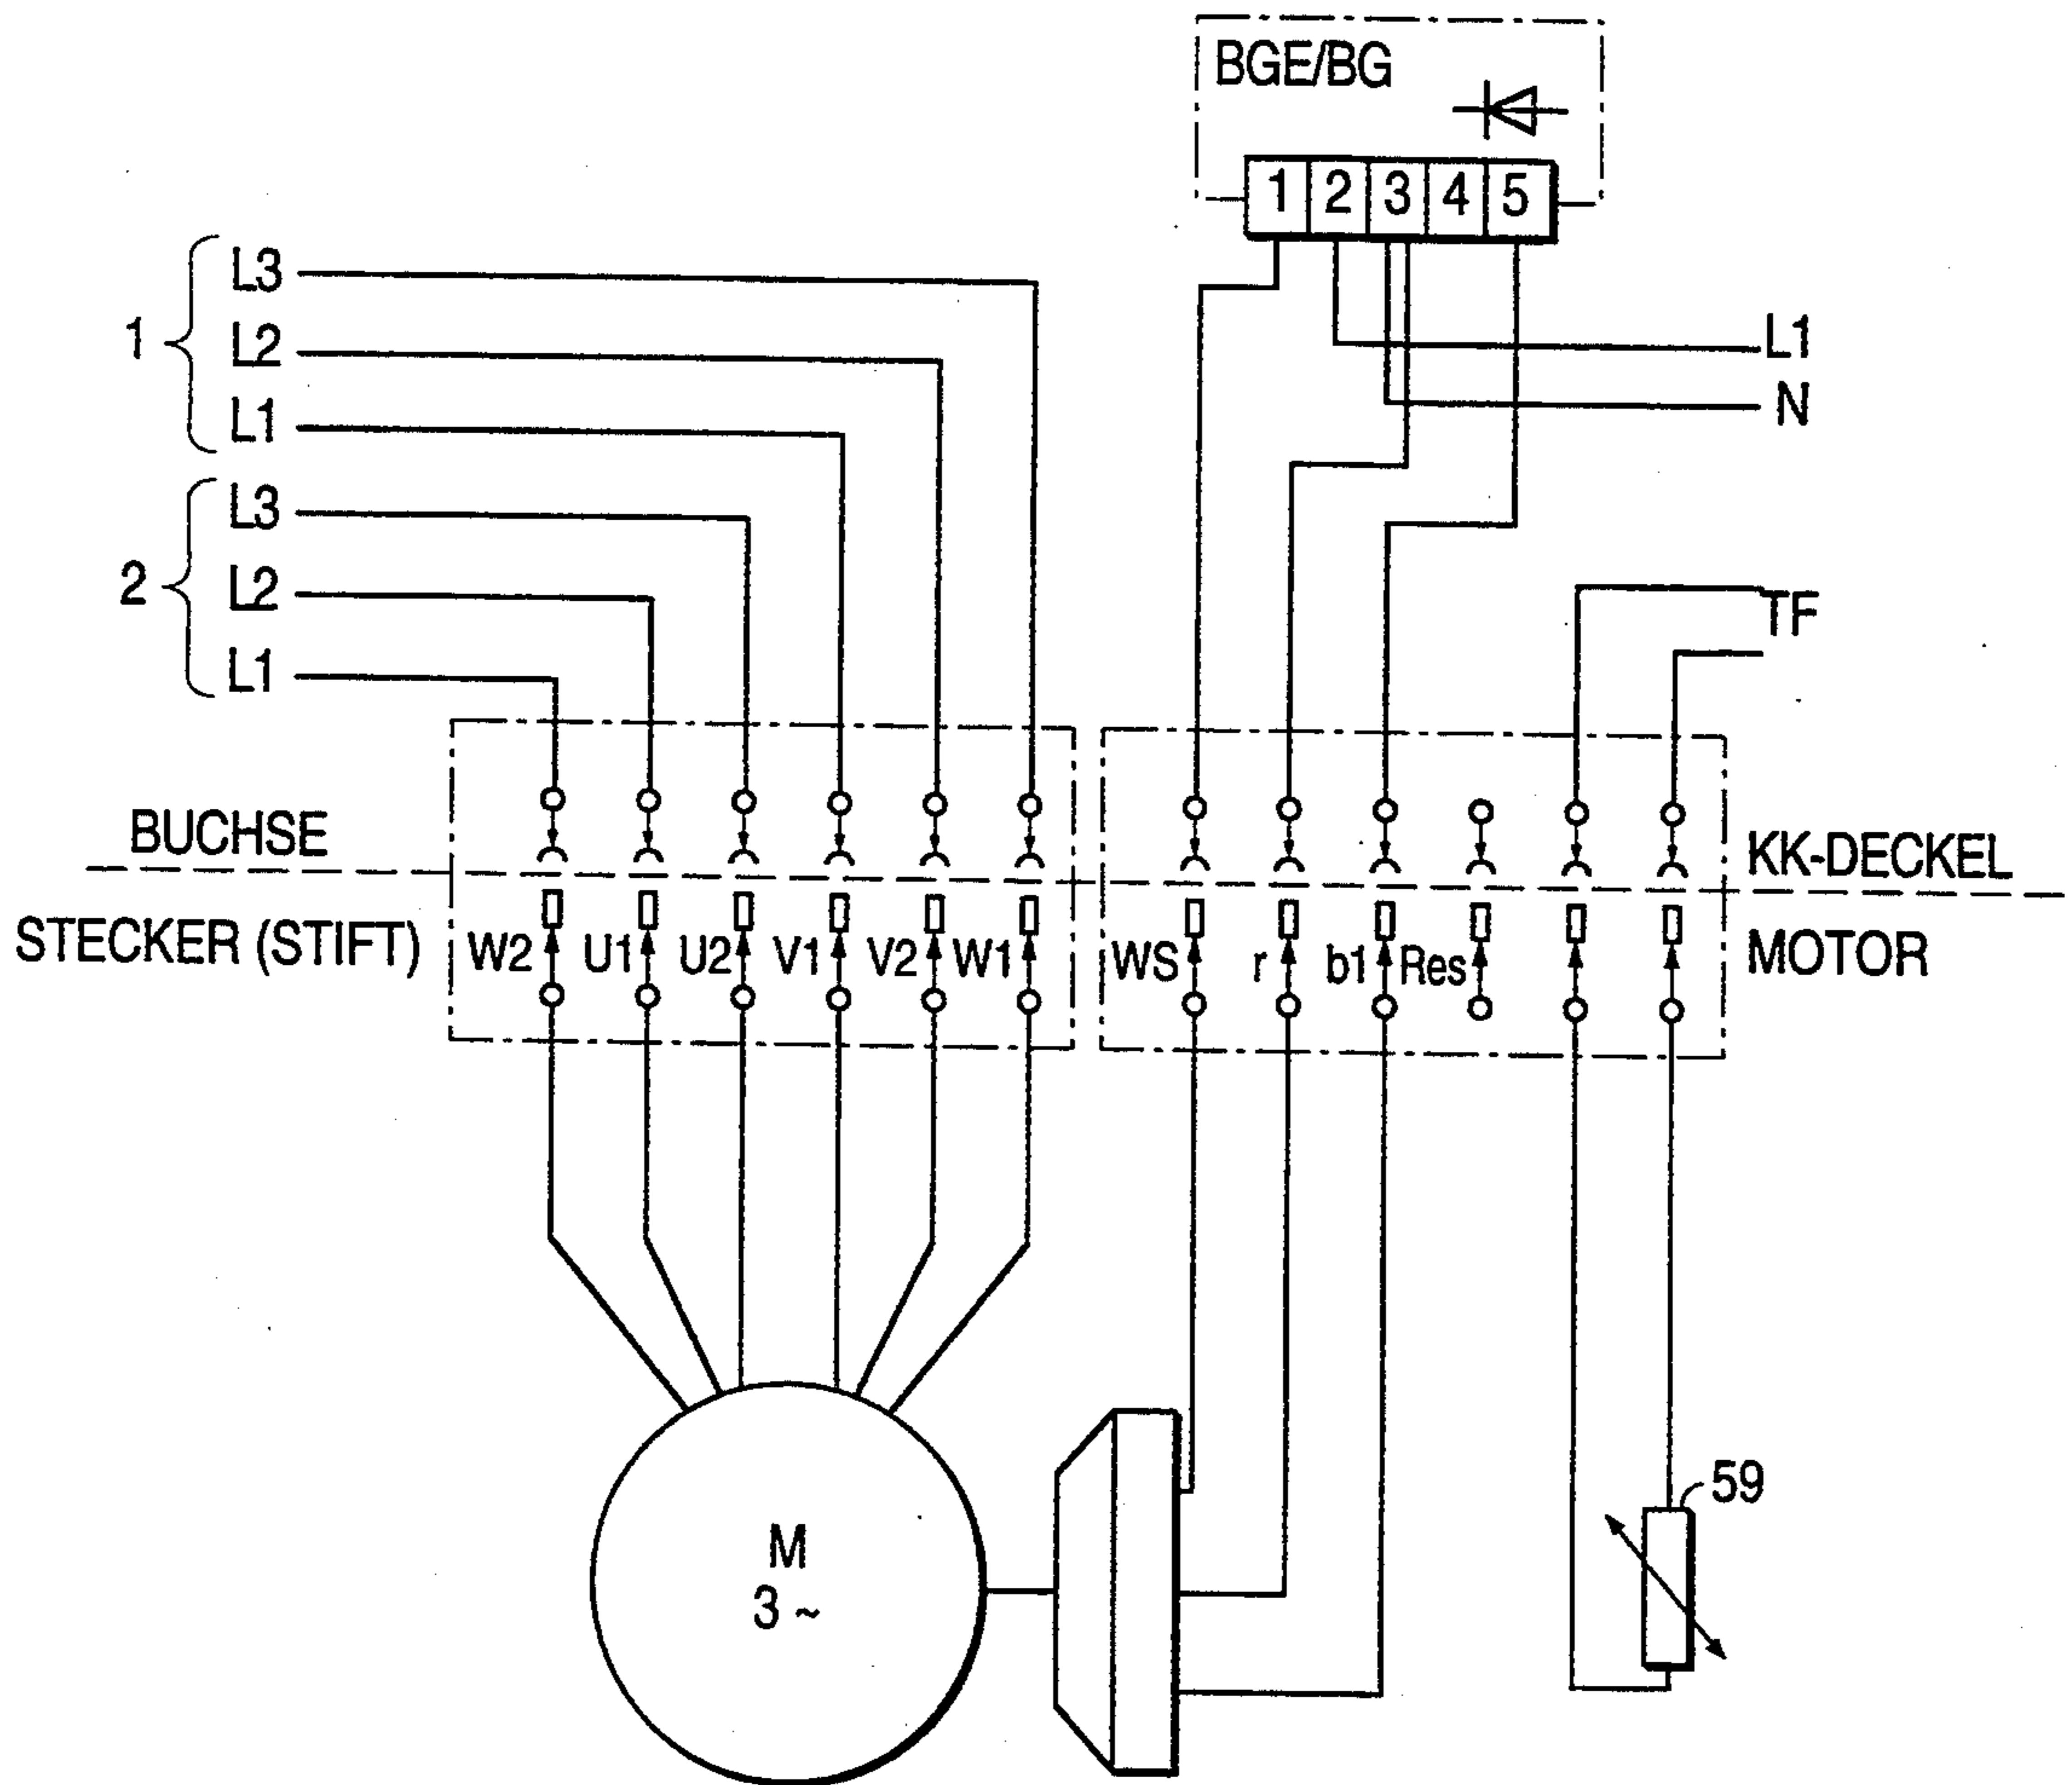 BGE/BG
1 2 3 4 5
1
L3
L2
L1
2
L3
L2
L1
L1
N
TF
BUCHSE
KK-DECKEL
STECKER (STIFT)
W2 U1 U2 V1 V2 W1
WS r b1 Res
MOTOR
59
M
3 ~